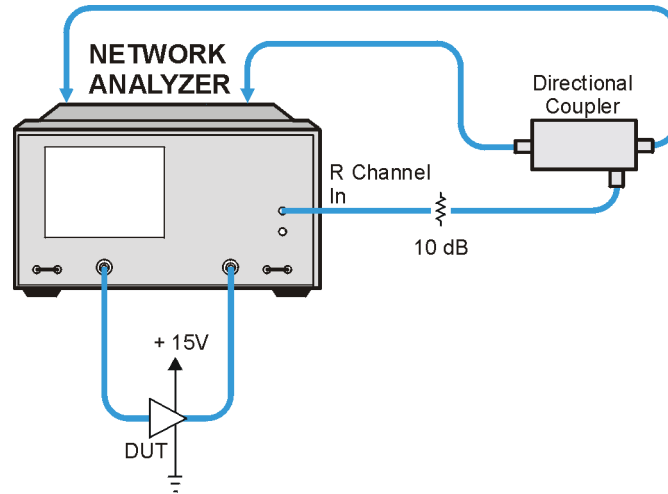 NETWORK
ANALYZER
Directional
Coupler
R Channel
In
10 dB
+ 15V
DUT